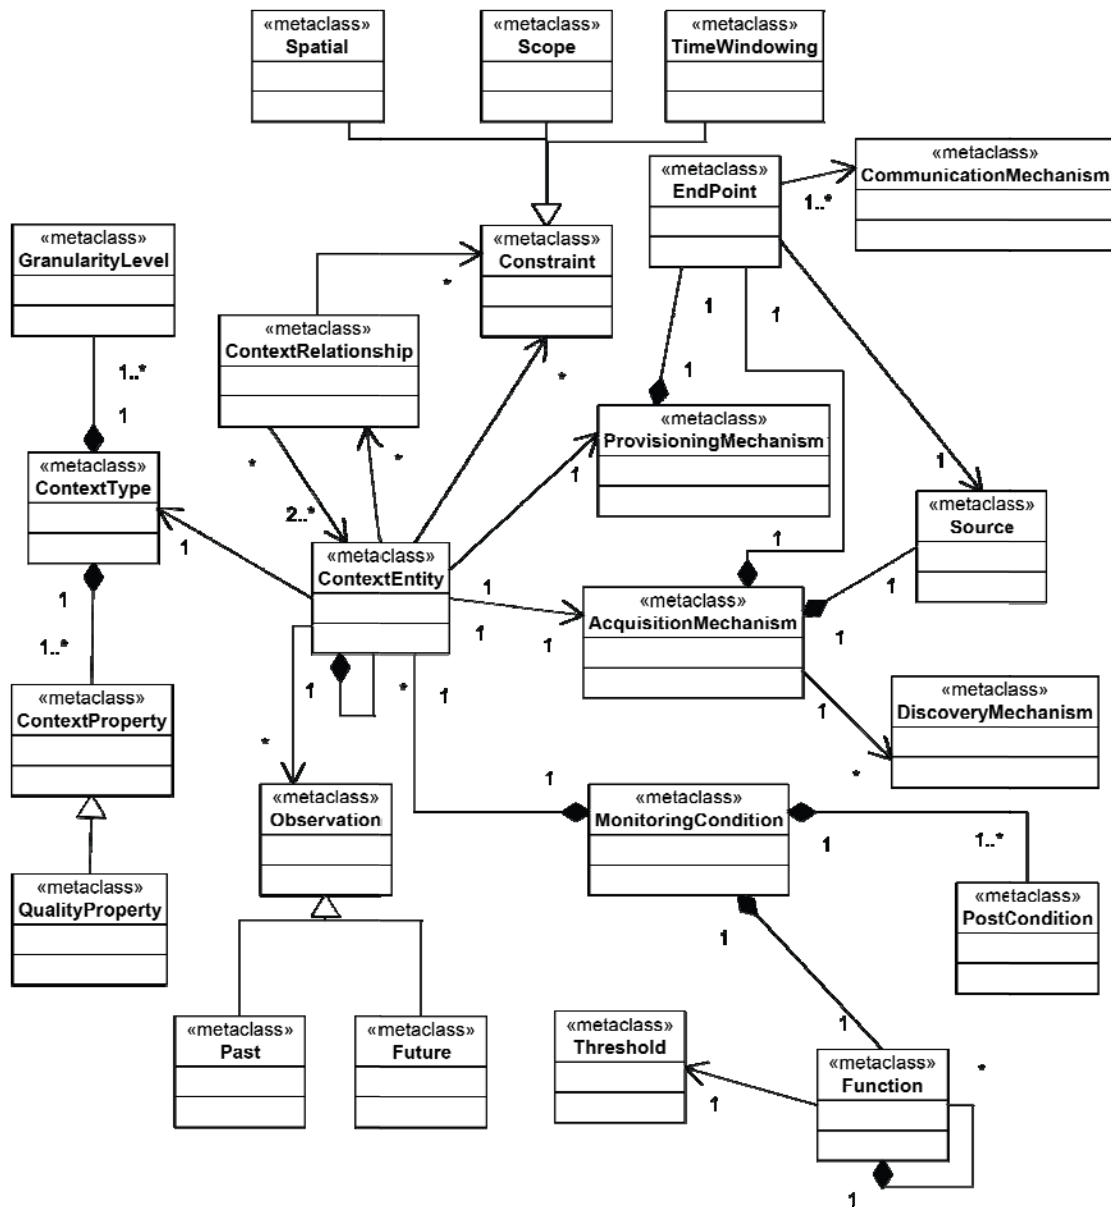 «metaclass»
Spatial
«metaclass»
Scope
«metaclass»
TimeWindowing
«metaclass»
EndPoint
«metaclass»
CommunicationMechanism
1..*
«metaclass»
GranularityLevel
«metaclass»
Constraint
*
1
1
«metaclass»
ContextRelationship
1..*
1
*
«metaclass»
ProvisioningMechanism
1
«metaclass»
ContextType
*
*
1
1
2..*
1
«metaclass»
Source
1
«metaclass»
ContextEntity
1
1
1
1
«metaclass»
AcquisitionMechanism
1
1
1
1..*
1
*
1
1
«metaclass»
DiscoveryMechanism
*
«metaclass»
ContextProperty
*
1
«metaclass»
Observation
«metaclass»
MonitoringCondition
1
1..*
«metaclass»
QualityProperty
«metaclass»
PostCondition
1
«metaclass»
Past
«metaclass»
Future
«metaclass»
Threshold
1
1
«metaclass»
Function
*
1